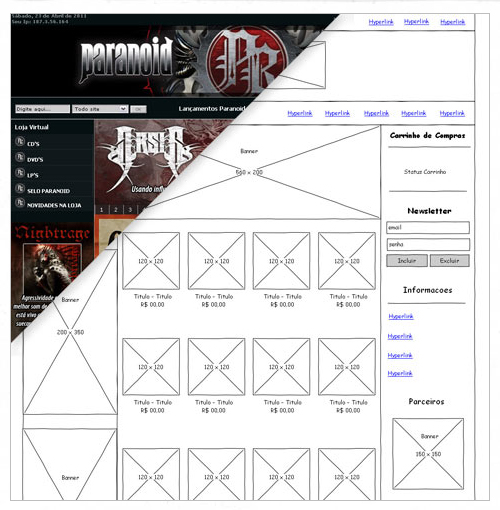 Sábado, 23 de Abril de 2011
Seu Ip: 187.3.56.164
Hyperlink Hyperlink Hyperlink
paranoid
Digite aqui... Todo site OK
Lançamentos Paranoid
Hyperlink Hyperlink Hyperlink Hyperlink Hyperlink
Loja Virtual
CD'S
DVD'S
LP'S
SELO PARANOID
NOVIDADES NA LOJA
Usando influ
1 2 3 4 5
Banner
660 x 200
Carrinho de Compras
Status Carrinho
Newsletter
email
senha
Incluir Excluir
Informacoes
Hyperlink
Hyperlink
Hyperlink
Hyperlink
Parceiros
Banner
150 x 150
Nightrage
Agressividade
melhor som de
está vivo
Banner
200 x 350
120 x 120 120 x 120 120 x 120 120 x 120
Titulo - Titulo Titulo - Titulo Titulo - Titulo Titulo - Titulo
R$ 00,00 R$ 00,00 R$ 00,00 R$ 00,00
120 x 120 120 x 120 120 x 120 120 x 120
Titulo - Titulo Titulo - Titulo Titulo - Titulo Titulo - Titulo
R$ 00,00 R$ 00,00 R$ 00,00 R$ 00,00
Banner
120 x 120 120 x 120 120 x 120 120 x 120